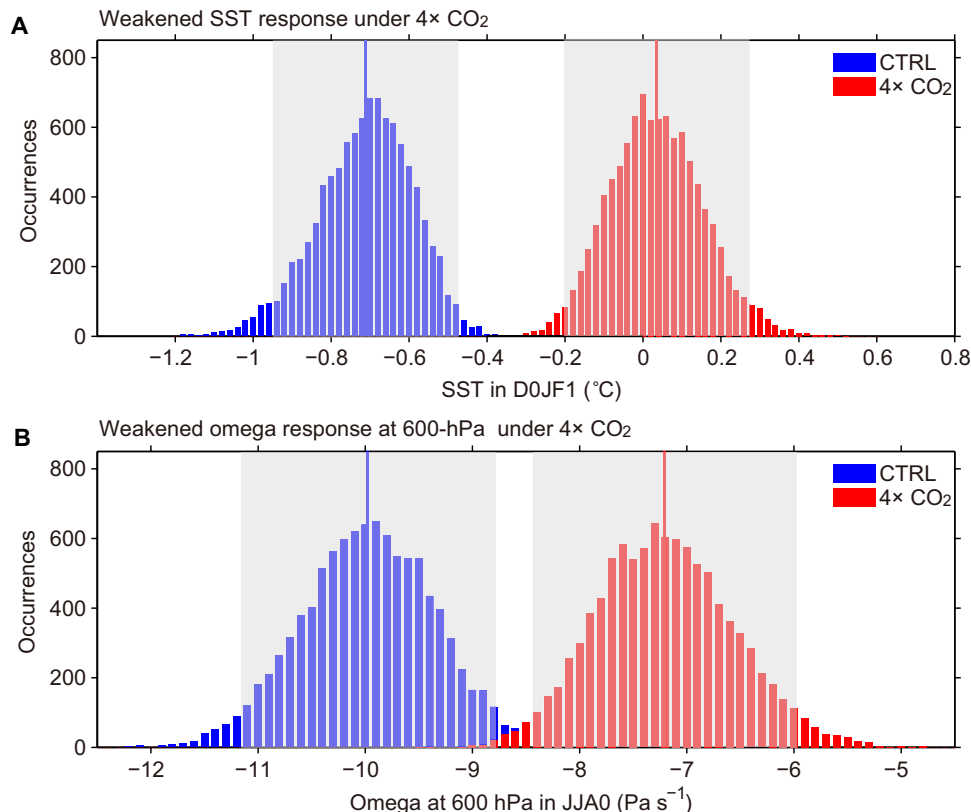 A
Weakened SST response under 4× CO₂
800
600
400
200
0
Occurrences
CTRL
4× CO₂
−1.2 −1 −0.8 −0.6 −0.4 −0.2 0 0.2 0.4 0.6 0.8
SST in D0JF1 (°C)
B
Weakened omega response at 600-hPa under 4× CO₂
800
600
400
200
0
Occurrences
CTRL
4× CO₂
−12 −11 −10 −9 −8 −7 −6 −5
Omega at 600 hPa in JJA0 (Pa s⁻¹)